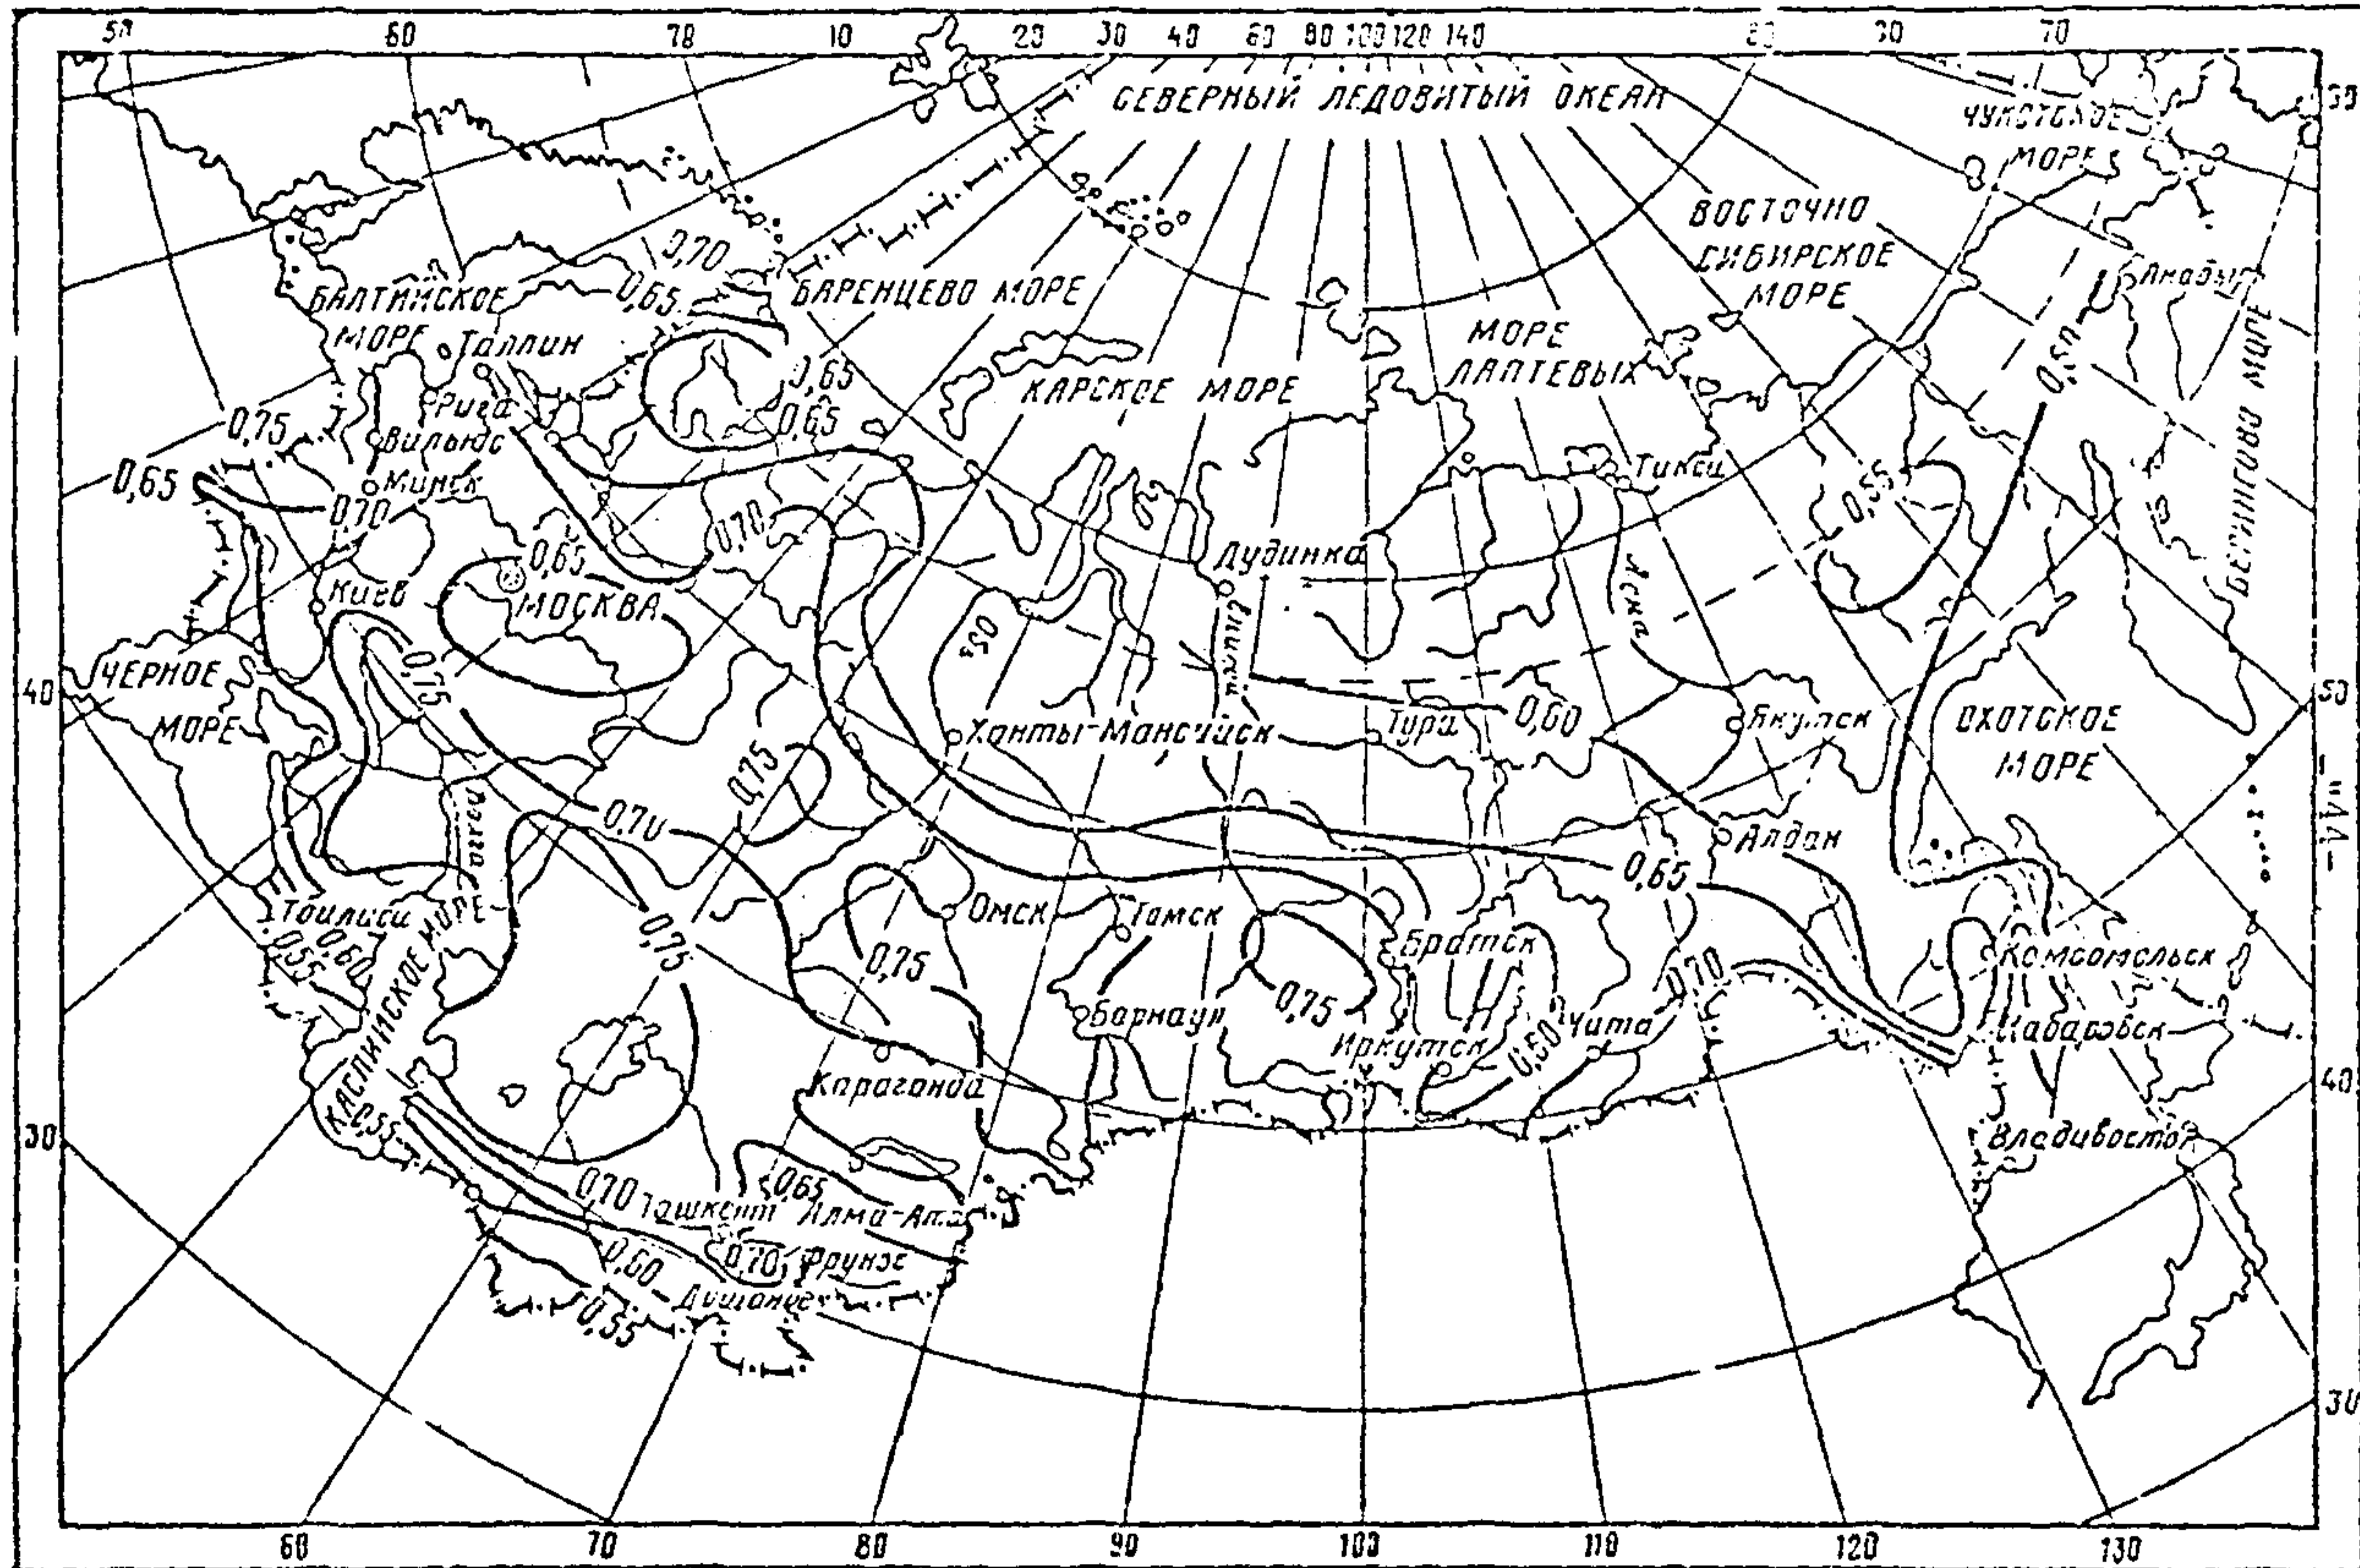 50 60 70 10 20 30 40 60 80 100 120 140 80 70
СЕВЕРНЫЙ ЛЕДОВИТЫЙ ОКЕАН
ЧУКОТСКОЕ
МОРЕ
ВОСТОЧНО
СИБИРСКОЕ
МОРЕ
0,70
0,65
БАЛТИЙСКОЕ
МОРЕ
БАРЕНЦЕВО МОРЕ
Анадырь
0,50
Таллин
МОРЕ
ЛАПТЕВЫХ
КАРСКОЕ МОРЕ
БЕРИНГОВО МОРЕ
0,65
0,65
Рига
0,75
Вильнюс
0,65
Минск
0,70
0,70
Тикси
0,55
0,65
МОСКВА
Дудинка
Лена
Киев
0,55
ЧЕРНОЕ
МОРЕ
40
50
0,75
Ханты-Мансийск
Тура
0,60
Якутск
ОХОТСКОЕ
МОРЕ
0,75
0,70
Алдан
0,65
Тбилиси
КАСПИЙСКОЕ МОРЕ
0,60
0,55
0,75
Омск
Томск
Братск
0,75
0,70
Комсомольск
Барнаул
0,75
Чита
Хабаровск
Иркутск
0,60
Караганда
40
30
0,55
Владивосток
0,70
0,65
Ташкент
Алма-Ата
0,60
0,70
Фрунзе
Душанбе
0,55
30
60 70 80 90 100 110 120 130